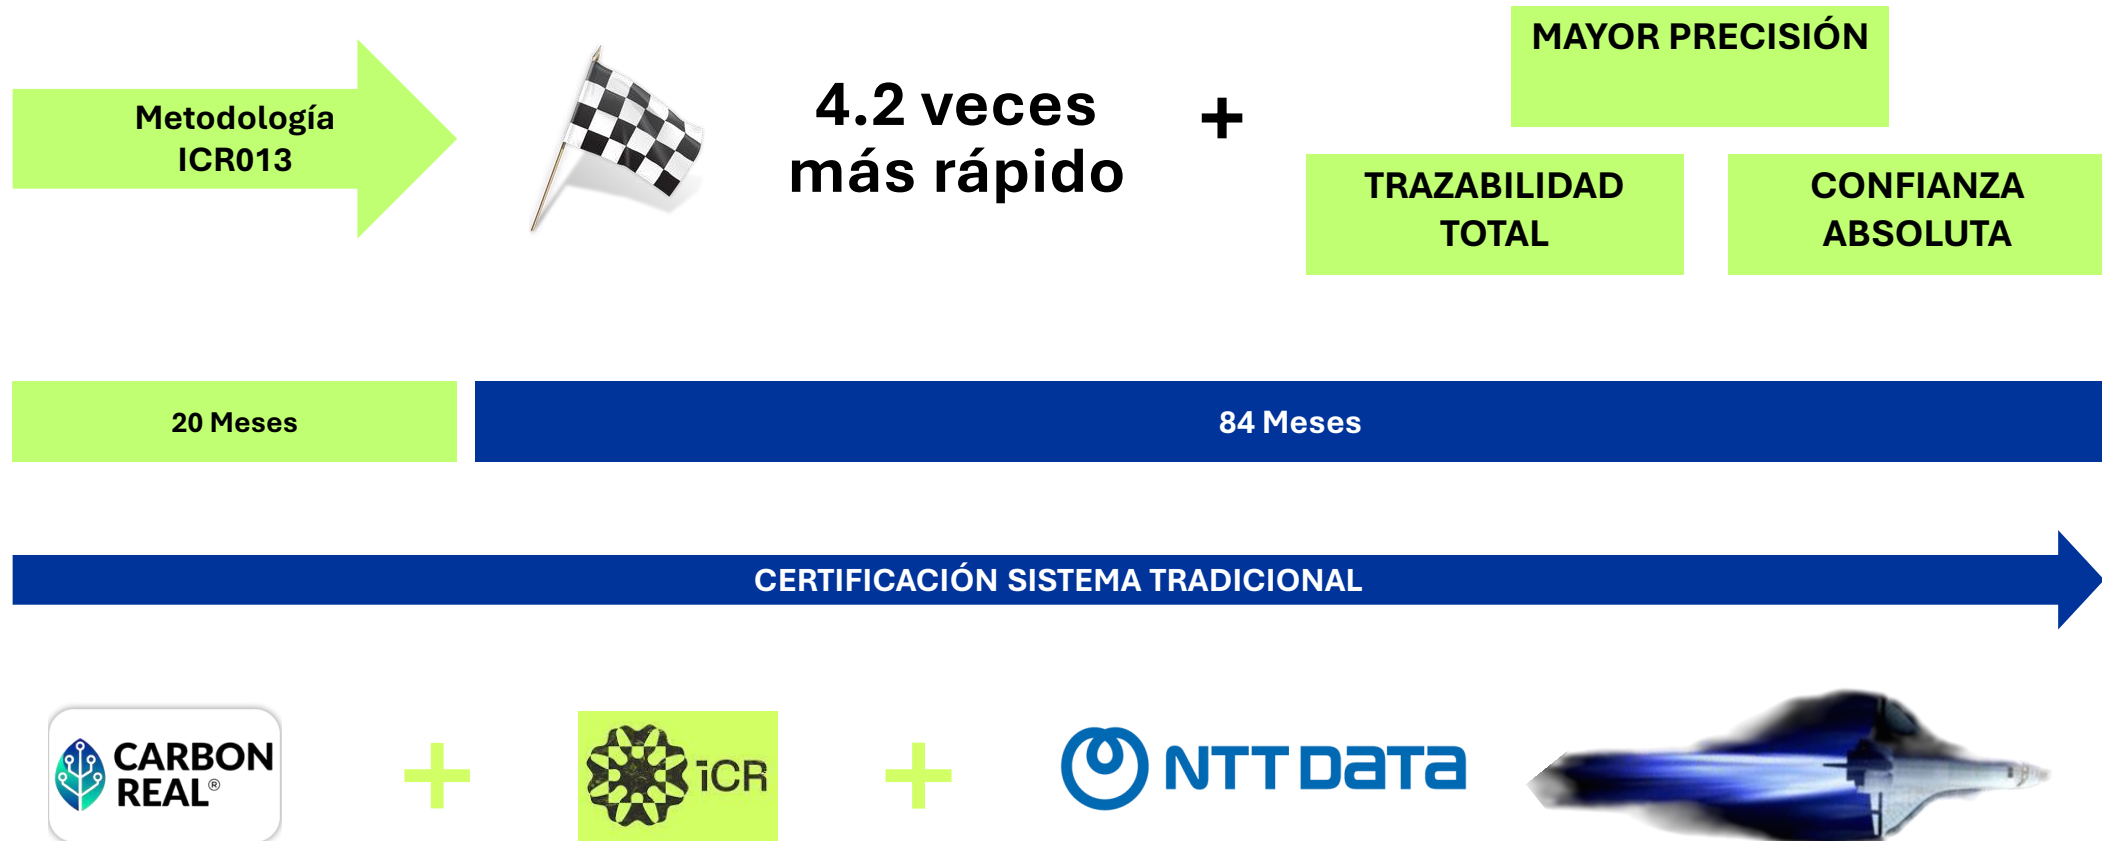 Metodología
ICR013
4.2 veces
más rápido
+
MAYOR PRECISIÓN
TRAZABILIDAD
TOTAL
CONFIANZA
ABSOLUTA
20 Meses
84 Meses
CERTIFICACIÓN SISTEMA TRADICIONAL
CARBON
REAL®
+
iCR
+
NTT DATA